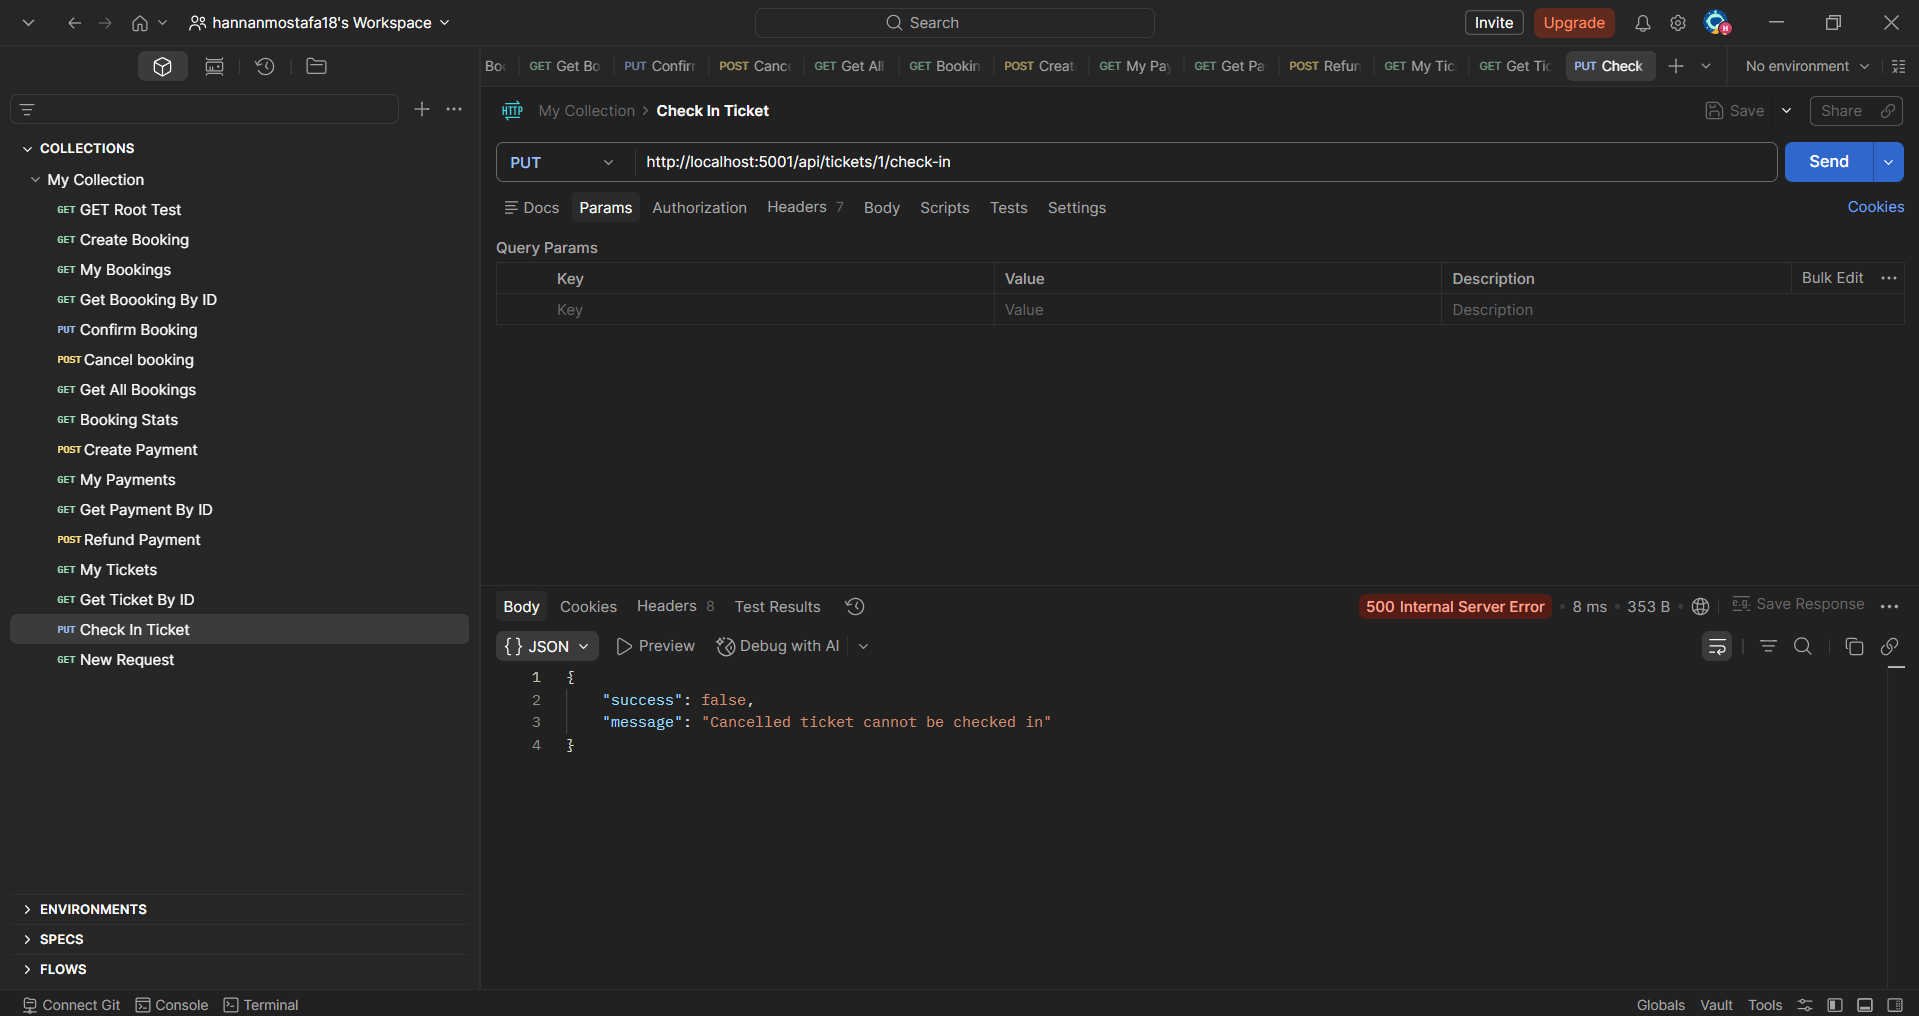 hannanmostafa18's Workspace
Search
Invite
Upgrade
GET Get Bo
PUT Confir
POST Canc
GET Get All
GET Bookin
POST Creat
GET My Pay
GET Get Pa
POST Refun
GET My Tic
GET Get Tic
PUT Check
No environment
HTTP My Collection > Check In Ticket
Save
Share
PUT
http://localhost:5001/api/tickets/1/check-in
Send
Docs
Params
Authorization
Headers 7
Body
Scripts
Tests
Settings
Cookies
Query Params
Key Value Description Bulk Edit
Key Value Description
COLLECTIONS
My Collection
GET GET Root Test
GET Create Booking
GET My Bookings
GET Get Boooking By ID
PUT Confirm Booking
POST Cancel booking
GET Get All Bookings
GET Booking Stats
POST Create Payment
GET My Payments
GET Get Payment By ID
POST Refund Payment
GET My Tickets
GET Get Ticket By ID
PUT Check In Ticket
GET New Request
ENVIRONMENTS
SPECS
FLOWS
Body
Cookies
Headers 8
Test Results
500 Internal Server Error • 8 ms • 353 B
e.g. Save Response
{} JSON
Preview
Debug with AI
1 {
2 "success": false,
3 "message": "Cancelled ticket cannot be checked in"
4 }
Connect Git
Console
Terminal
Globals
Vault
Tools